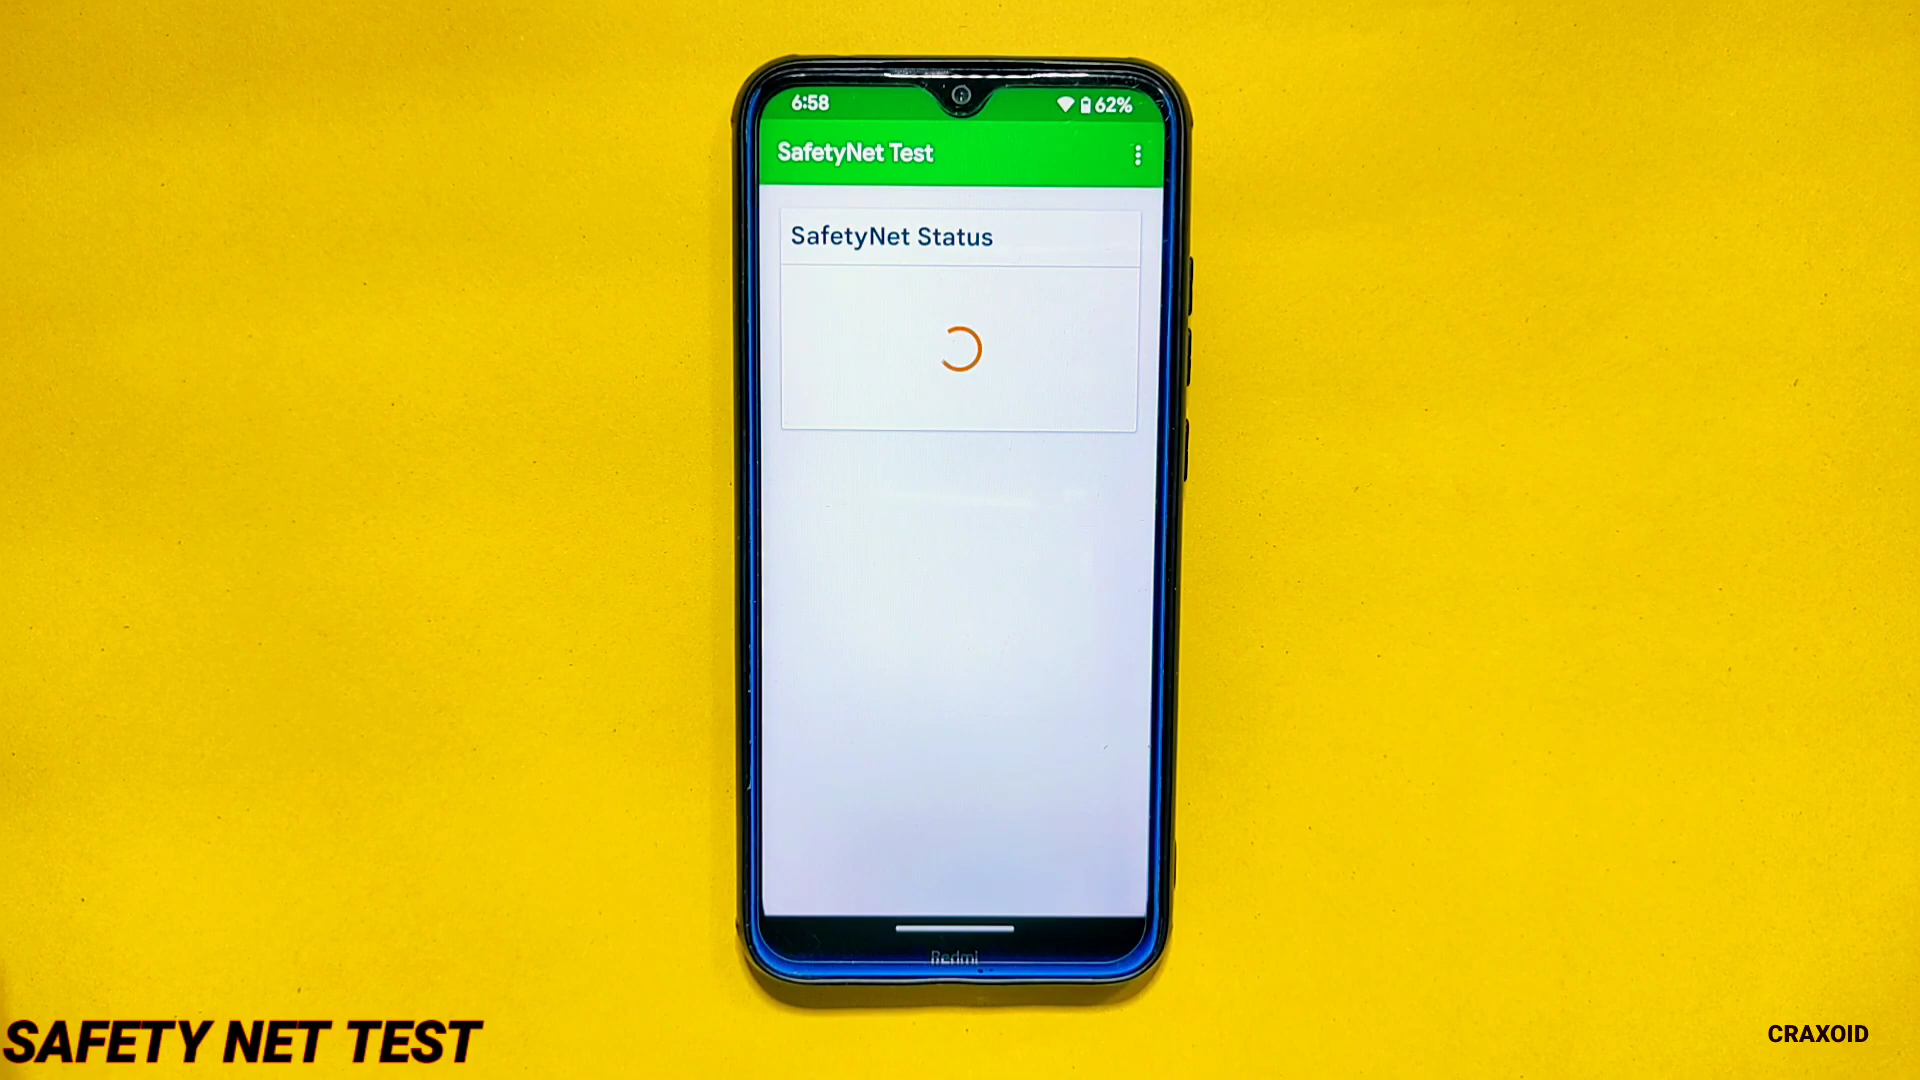 6:58
62%
SafetyNet Test
SafetyNet Status
Redmi
SAFETY NET TEST
CRAXOID